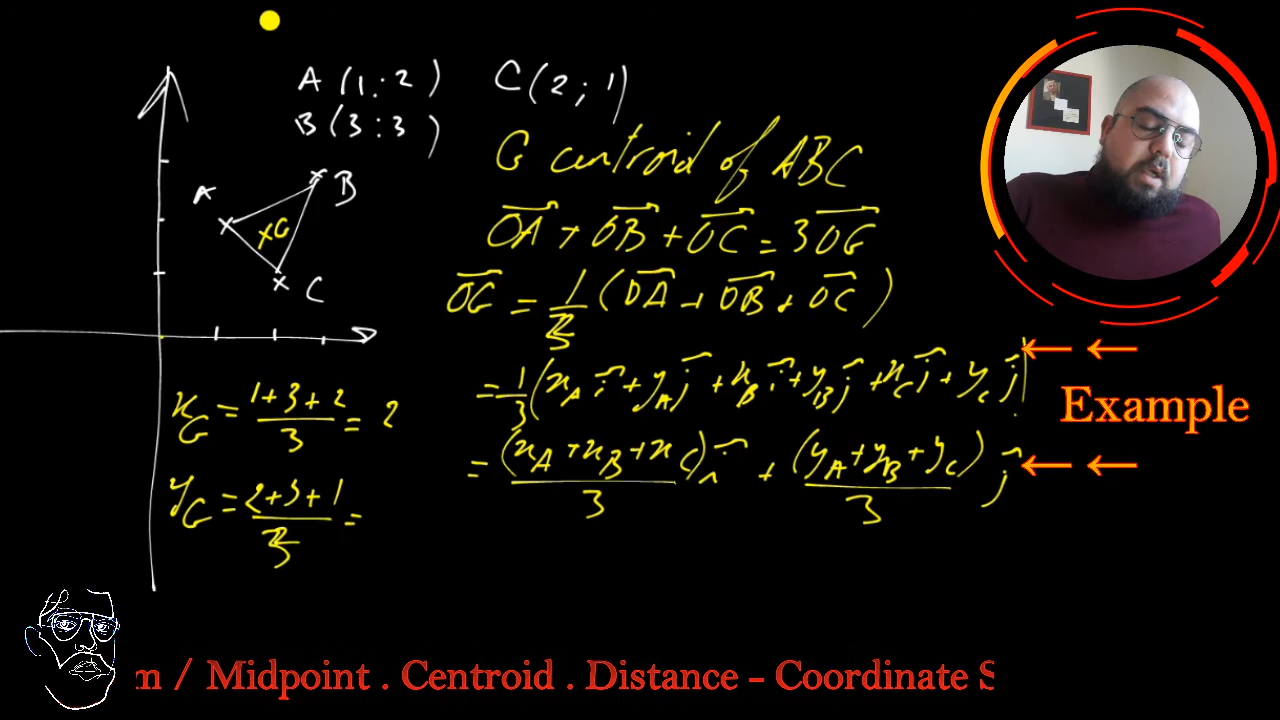 A (1 ; 2) C (2 ; 1)
B (3 ; 3)
G centroid of ABC
A
B
G
C
OA + OB + OC = 3 OG
OG = 1/3 (OA + OB + OC)
= 1/3 (xA i + yA j + xB i + yB j + xC i + yC j)
= (xA + xB + xC)/3 i + (yA + yB + yC)/3 j
xG = (1+3+2)/3 = 2
yG = (2+3+1)/3 =
← ←
Example
← ←
m / Midpoint . Centroid . Distance - Coordinate S